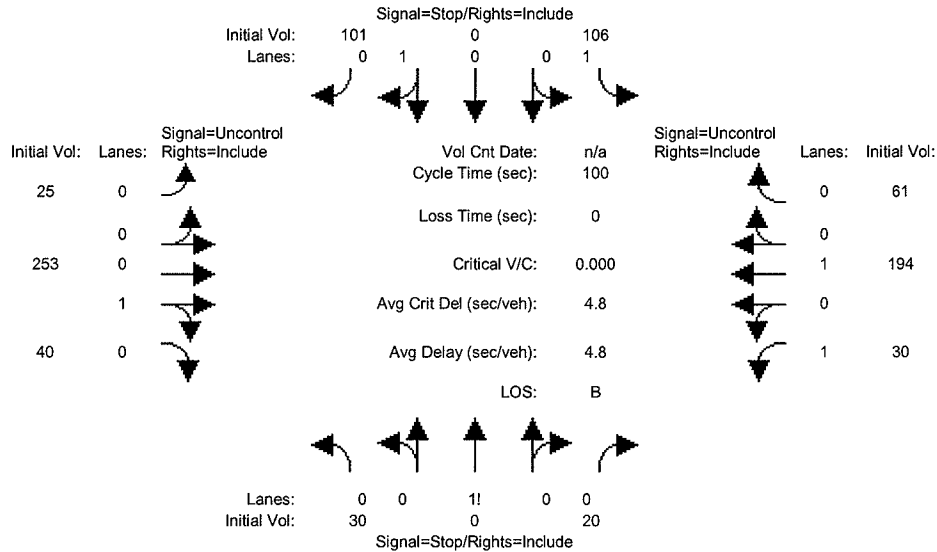 Signal=Stop/Rights=Include
Initial Vol: 101 0 106
Lanes: 0 1 0 0 1
Signal=Uncontrol
Initial Vol: Lanes: Rights=Include
Vol Cnt Date: n/a
Signal=Uncontrol
Rights=Include Lanes: Initial Vol:
Cycle Time (sec): 100
25 0 0 61
Loss Time (sec): 0
0 0
253 0 Critical V/C: 0.000 1 194
1 Avg Crit Del (sec/veh): 4.8 0
40 0 Avg Delay (sec/veh): 4.8 1 30
LOS: B
Lanes: 0 0 1! 0 0
Initial Vol: 30 0 20
Signal=Stop/Rights=Include